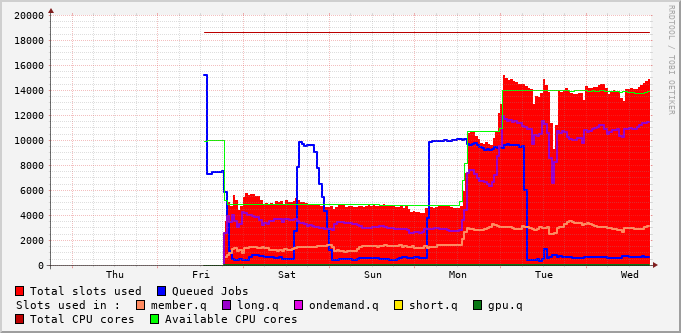 20000
18000
16000
14000
12000
10000
8000
6000
4000
2000
0
Thu Fri Sat Sun Mon Tue Wed
RRDTOOL / TOBI OETIKER
Total slots used Queued Jobs
Slots used in : member.q long.q ondemand.q short.q gpu.q
Total CPU cores Available CPU cores